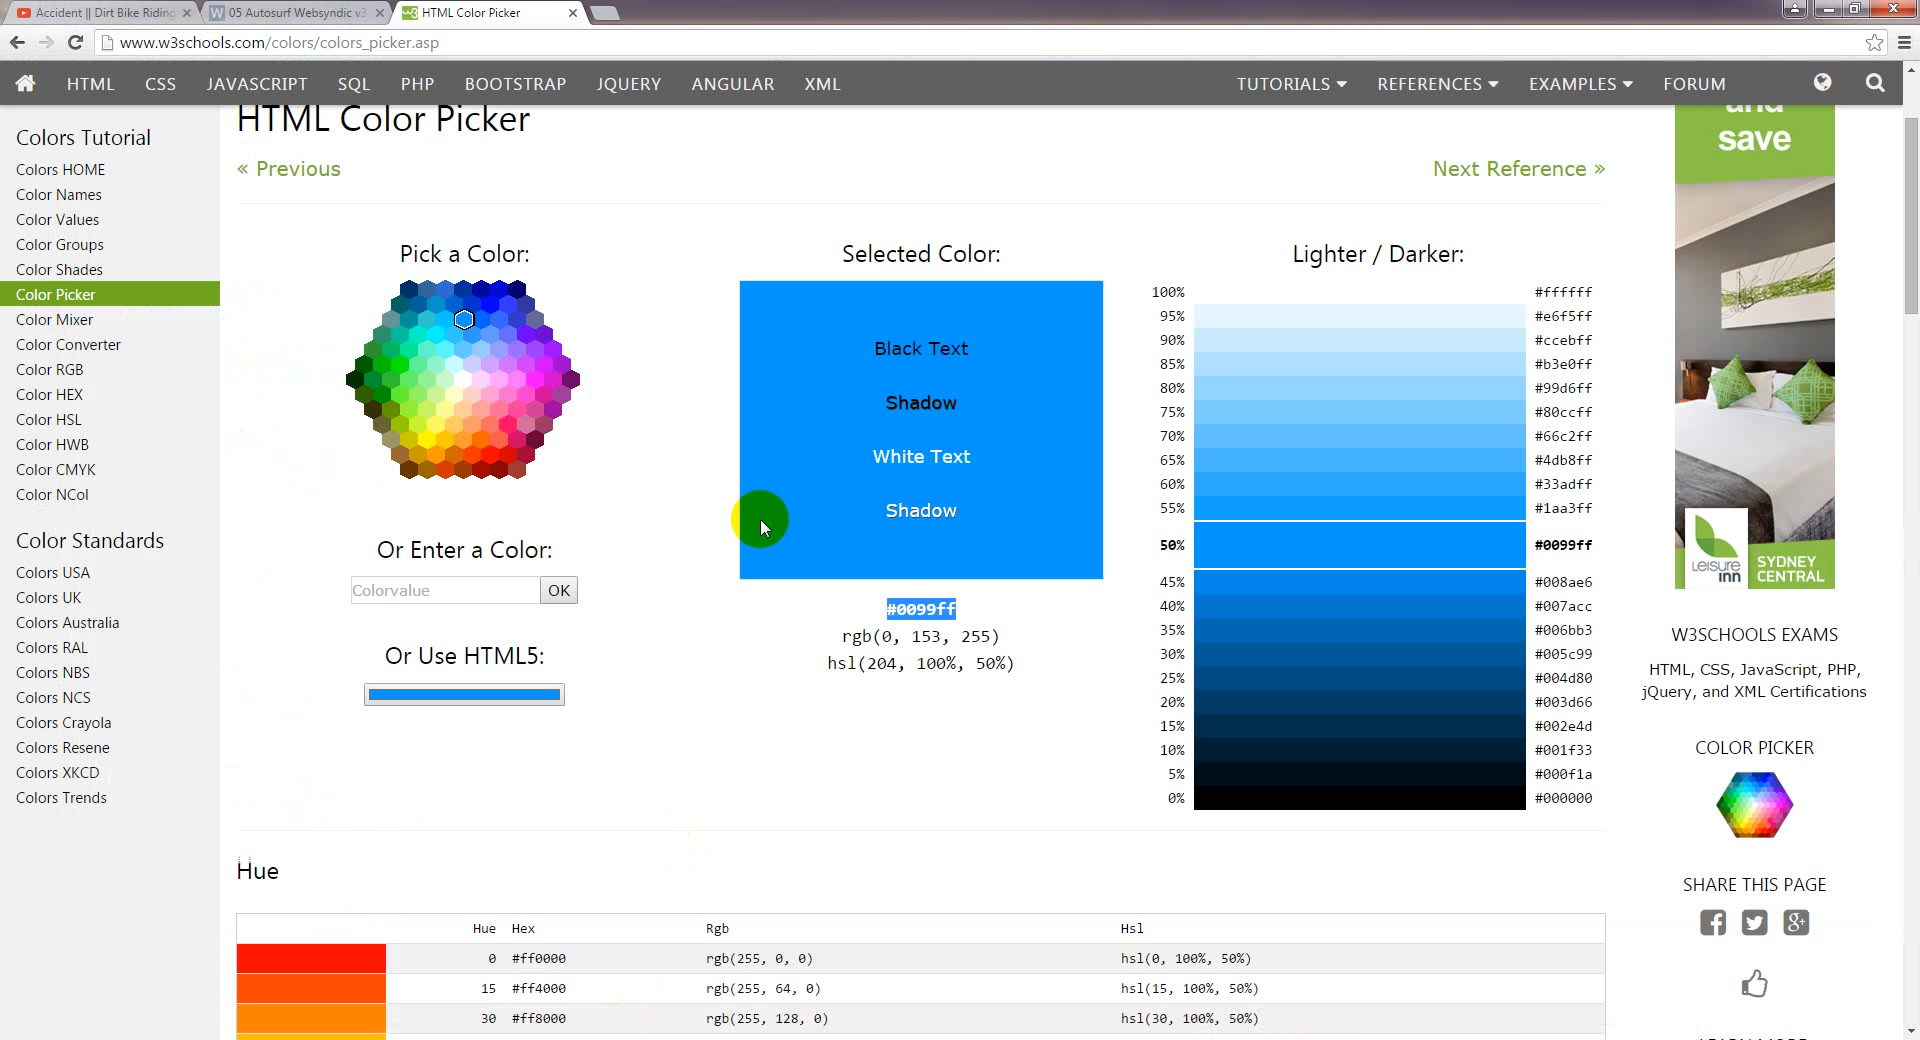 Accident || Dirt Bike Riding
05 Autosurf Websyndic v3
HTML Color Picker
www.w3schools.com/colors/colors_picker.asp
HTML CSS JAVASCRIPT SQL PHP BOOTSTRAP JQUERY ANGULAR XML TUTORIALS REFERENCES EXAMPLES FORUM
Colors Tutorial
Colors HOME
Color Names
Color Values
Color Groups
Color Shades
Color Picker
Color Mixer
Color Converter
Color RGB
Color HEX
Color HSL
Color HWB
Color CMYK
Color NCol
Color Standards
Colors USA
Colors UK
Colors Australia
Colors RAL
Colors NBS
Colors NCS
Colors Crayola
Colors Resene
Colors XKCD
Colors Trends
HTML Color Picker
« Previous
Next Reference »
Pick a Color:
Or Enter a Color:
Colorvalue
OK
Or Use HTML5:
Selected Color:
Black Text
Shadow
White Text
Shadow
#0099ff
rgb(0, 153, 255)
hsl(204, 100%, 50%)
Lighter / Darker:
100% #ffffff
95% #e6f5ff
90% #ccebff
85% #b3e0ff
80% #99d6ff
75% #80ccff
70% #66c2ff
65% #4db8ff
60% #33adff
55% #1aa3ff
50% #0099ff
45% #008ae6
40% #007acc
35% #006bb3
30% #005c99
25% #004d80
20% #003d66
15% #002e4d
10% #001f33
5% #000f1a
0% #000000
Hue
Hue Hex Rgb Hsl
0 #ff0000 rgb(255, 0, 0) hsl(0, 100%, 50%)
15 #ff4000 rgb(255, 64, 0) hsl(15, 100%, 50%)
30 #ff8000 rgb(255, 128, 0) hsl(30, 100%, 50%)
and
save
Leisure
inn
SYDNEY
CENTRAL
W3SCHOOLS EXAMS
HTML, CSS, JavaScript, PHP,
jQuery, and XML Certifications
COLOR PICKER
SHARE THIS PAGE